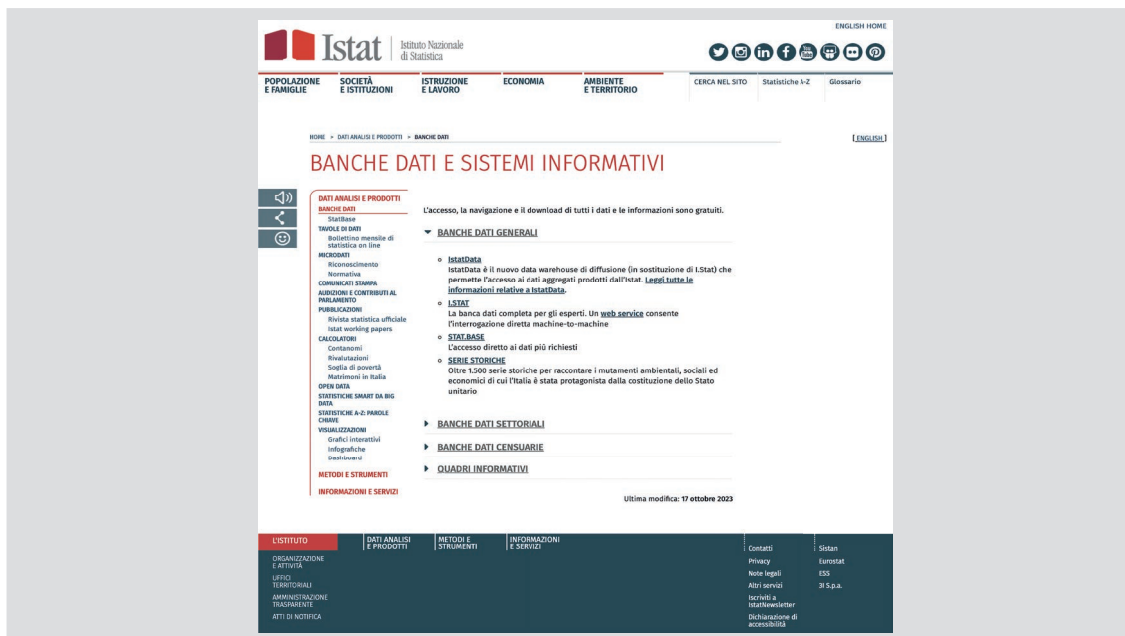 ENGLISH HOME
Istat
Istituto Nazionale
di Statistica
You
Tube
POPOLAZIONE
E FAMIGLIE
SOCIETÀ
E ISTITUZIONI
ISTRUZIONE
E LAVORO
ECONOMIA
AMBIENTE
E TERRITORIO
CERCA NEL SITO
Statistiche A-Z
Glossario
HOME > DATI ANALISI E PRODOTTI > BANCHE DATI
[ ENGLISH ]
BANCHE DATI E SISTEMI INFORMATIVI
DATI ANALISI E PRODOTTI
BANCHE DATI
StatBase
TAVOLE DI DATI
Bollettino mensile di
statistica on line
MICRODATI
Riconoscimento
Normativa
COMUNICATI STAMPA
AUDIZIONI E CONTRIBUTI AL
PARLAMENTO
PUBBLICAZIONI
Rivista statistica ufficiale
Istat working papers
CALCOLATORI
Contanomi
Rivalutazioni
Soglia di povertà
Matrimoni in Italia
OPEN DATA
STATISTICHE SMART DA BIG
DATA
STATISTICHE A-Z: PAROLE
CHIAVE
VISUALIZZAZIONI
Grafici interattivi
Infografiche
Dashboard
METODI E STRUMENTI
INFORMAZIONI E SERVIZI
L'accesso, la navigazione e il download di tutti i dati e le informazioni sono gratuiti.
BANCHE DATI GENERALI
IstatData
IstatData è il nuovo data warehouse di diffusione (in sostituzione di I.Stat) che
permette l'accesso ai dati aggregati prodotti dall'Istat. Leggi tutte le
informazioni relative a IstatData.
I.STAT
La banca dati completa per gli esperti. Un web service consente
l'interrogazione diretta machine-to-machine
STAT.BASE
L'accesso diretto ai dati più richiesti
SERIE STORICHE
Oltre 1.500 serie storiche per raccontare i mutamenti ambientali, sociali ed
economici di cui l'Italia è stata protagonista dalla costituzione dello Stato
unitario
BANCHE DATI SETTORIALI
BANCHE DATI CENSUARIE
QUADRI INFORMATIVI
Ultima modifica: 17 ottobre 2023
L'ISTITUTO
DATI ANALISI
E PRODOTTI
METODI E
STRUMENTI
INFORMAZIONI
E SERVIZI
ORGANIZZAZIONE
E ATTIVITÀ
UFFICI
TERRITORIALI
AMMINISTRAZIONE
TRASPARENTE
ATTI DI NOTIFICA
Contatti
Privacy
Note legali
Altri servizi
Iscriviti a
IstatNewsletter
Dichiarazione di
accessibilità
Sistan
Eurostat
ESS
3I S.p.a.